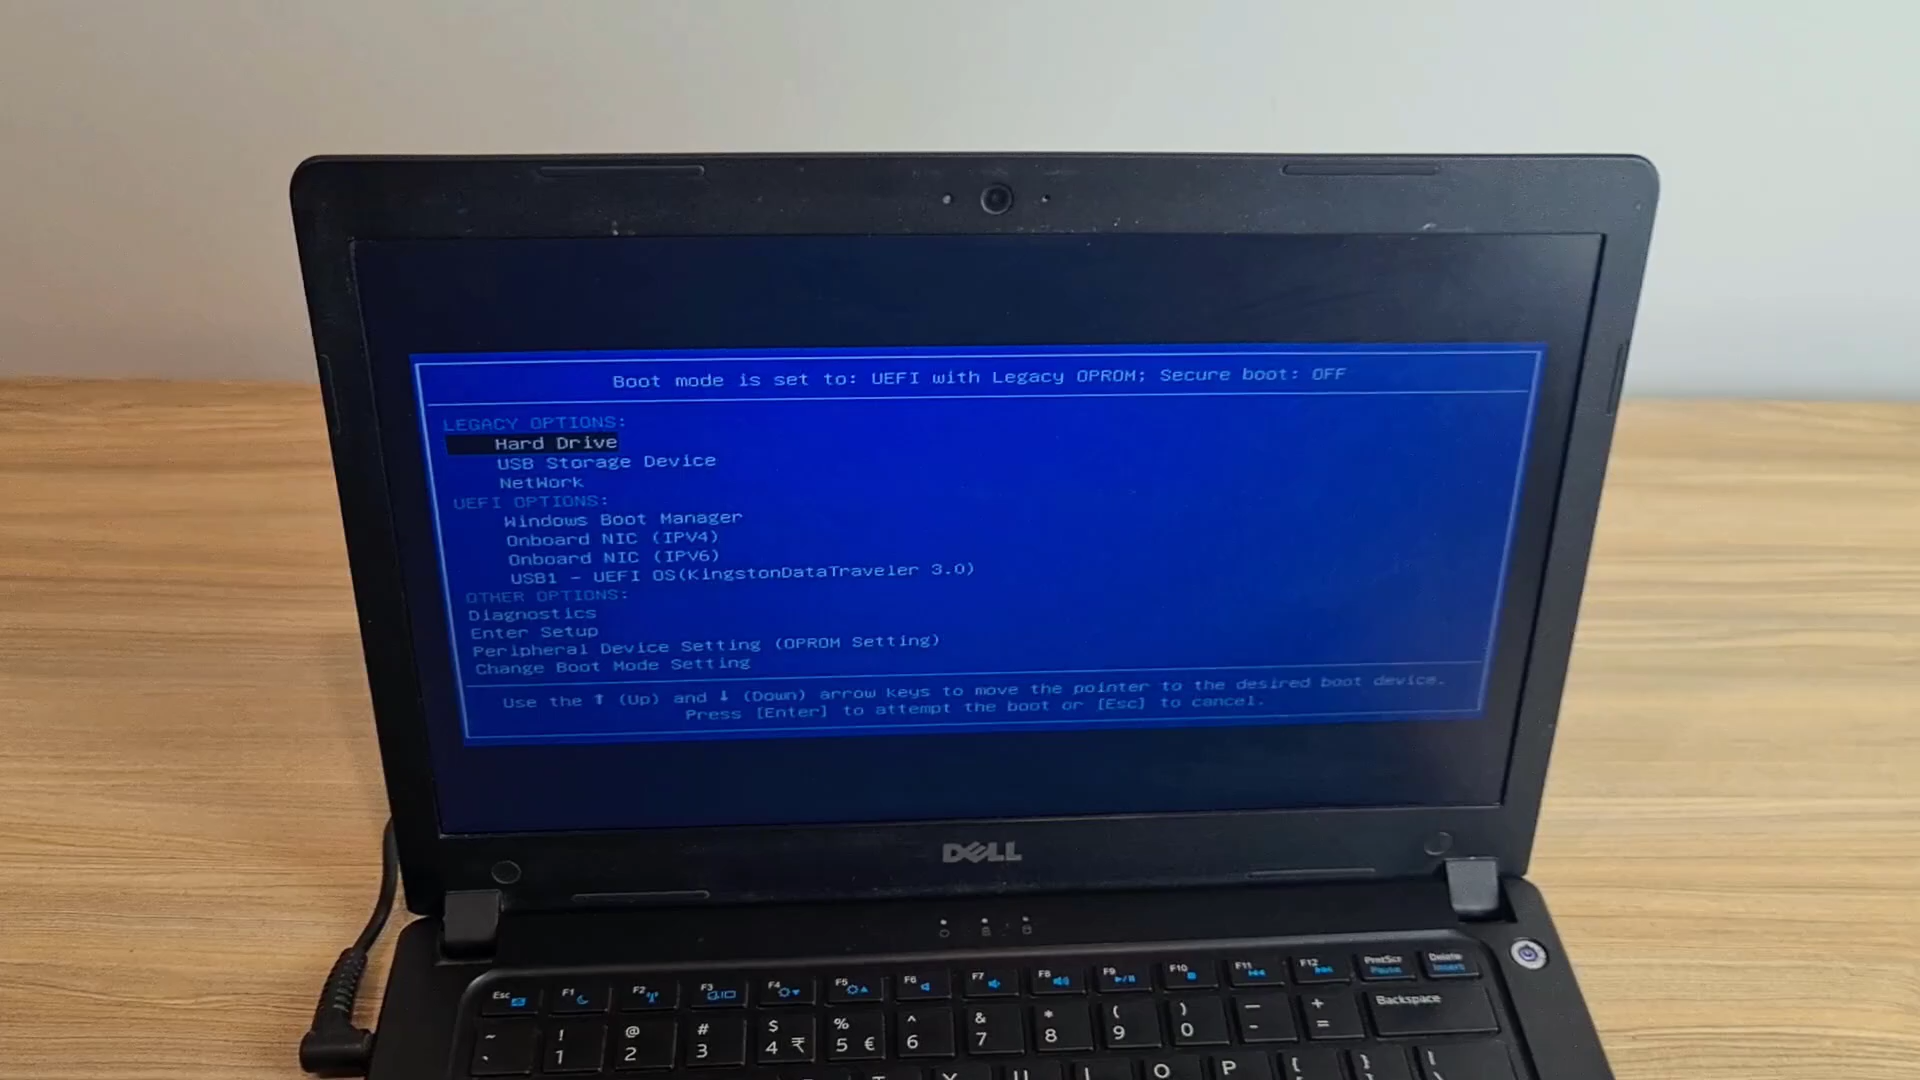 Boot mode is set to: UEFI with Legacy OPROM; Secure boot: OFF
LEGACY OPTIONS:
Hard Drive
USB Storage Device
NetWork
UEFI OPTIONS:
Windows Boot Manager
Onboard NIC (IPV4)
Onboard NIC (IPV6)
USB1 - UEFI OS(KingstonDataTraveler 3.0)
OTHER OPTIONS:
Diagnostics
Enter Setup
Peripheral Device Setting (OPROM Setting)
Change Boot Mode Setting
Use the ↑ (Up) and ↓ (Down) arrow keys to move the pointer to the desired boot device.
Press [Enter] to attempt the boot or [Esc] to cancel.
DELL
Esc F1 F2 F3 F4 F5 F6 F7 F8 F9 F10 F11 F12 PrntScr Delete
Pause Insert
~ ! @ # $ % ^ & * ( ) — + Backspace
` 1 2 3 4 ₹ 5 € 6 7 8 9 0 - =
T Y U I O P { }